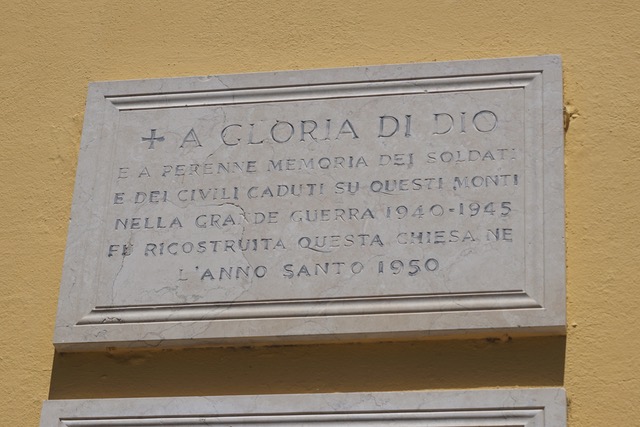 ✠ A GLORIA DI DIO
E A PERENNE MEMORIA DEI SOLDATI
E DEI CIVILI CADUTI SU QUESTI MONTI
NELLA GRANDE GUERRA 1940-1945
FU RICOSTRUITA QUESTA CHIESA NE
L'ANNO SANTO 1950